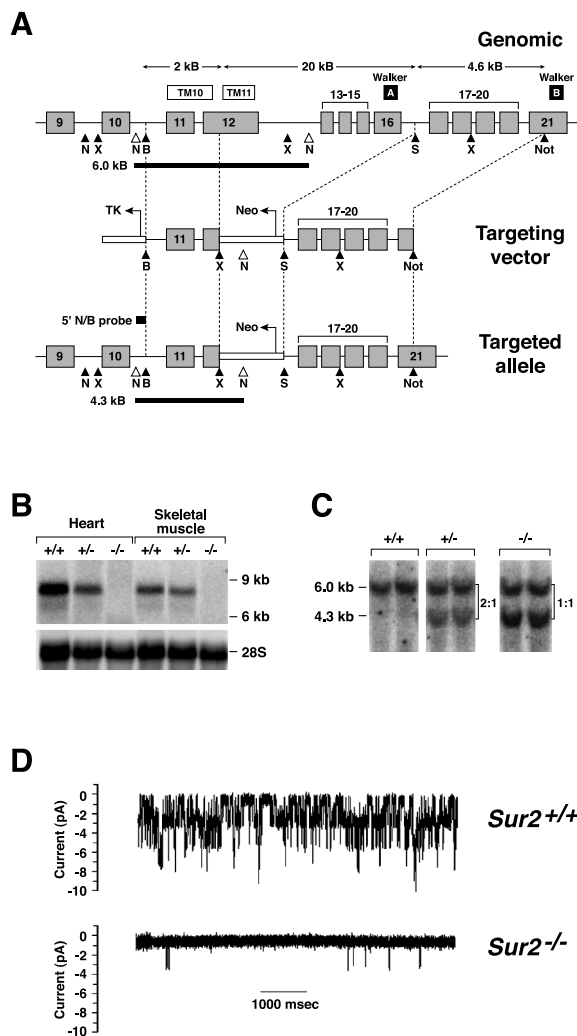 A
Genomic
2 kB 20 kB 4.6 kB
TM10 TM11 13-15 Walker A 17-20 Walker B
9 10 11 12 16 21
N X N B X N S X Not
6.0 kB
TK Neo 17-20
11
Targeting vector
B X N S X Not
5' N/B probe
Neo 17-20
9 10 11 21
Targeted allele
N X N B X N S X Not
4.3 kB
B
Heart Skeletal muscle
+/+ +/- -/- +/+ +/- -/-
9 kb
6 kb
28S
C
+/+ +/- -/-
6.0 kb
4.3 kb
2:1 1:1
D
Current (pA)
0
-2
-4
-6
-8
-10
Sur2+/+
Current (pA)
0
-2
-4
-6
-8
-10
Sur2-/-
1000 msec